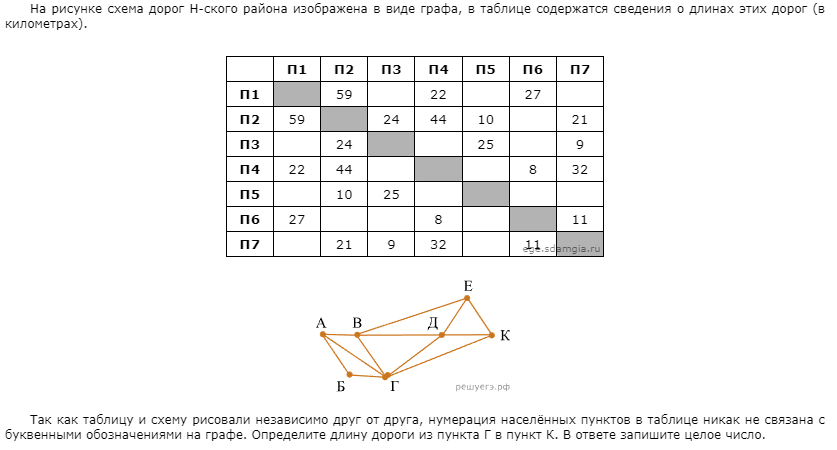 На рисунке схема дорог Н-ского района изображена в виде графа, в таблице содержатся сведения о длинах этих дорог (в
километрах).
П1 П2 П3 П4 П5 П6 П7
П1 59 22 27
П2 59 24 44 10 21
П3 24 25 9
П4 22 44 8 32
П5 10 25
П6 27 8 11
П7 21 9 32 11
ege.sdamgia.ru
Е
А В Д К
Б Г решуегэ.рф
Так как таблицу и схему рисовали независимо друг от друга, нумерация населённых пунктов в таблице никак не связана с
буквенными обозначениями на графе. Определите длину дороги из пункта Г в пункт К. В ответе запишите целое число.